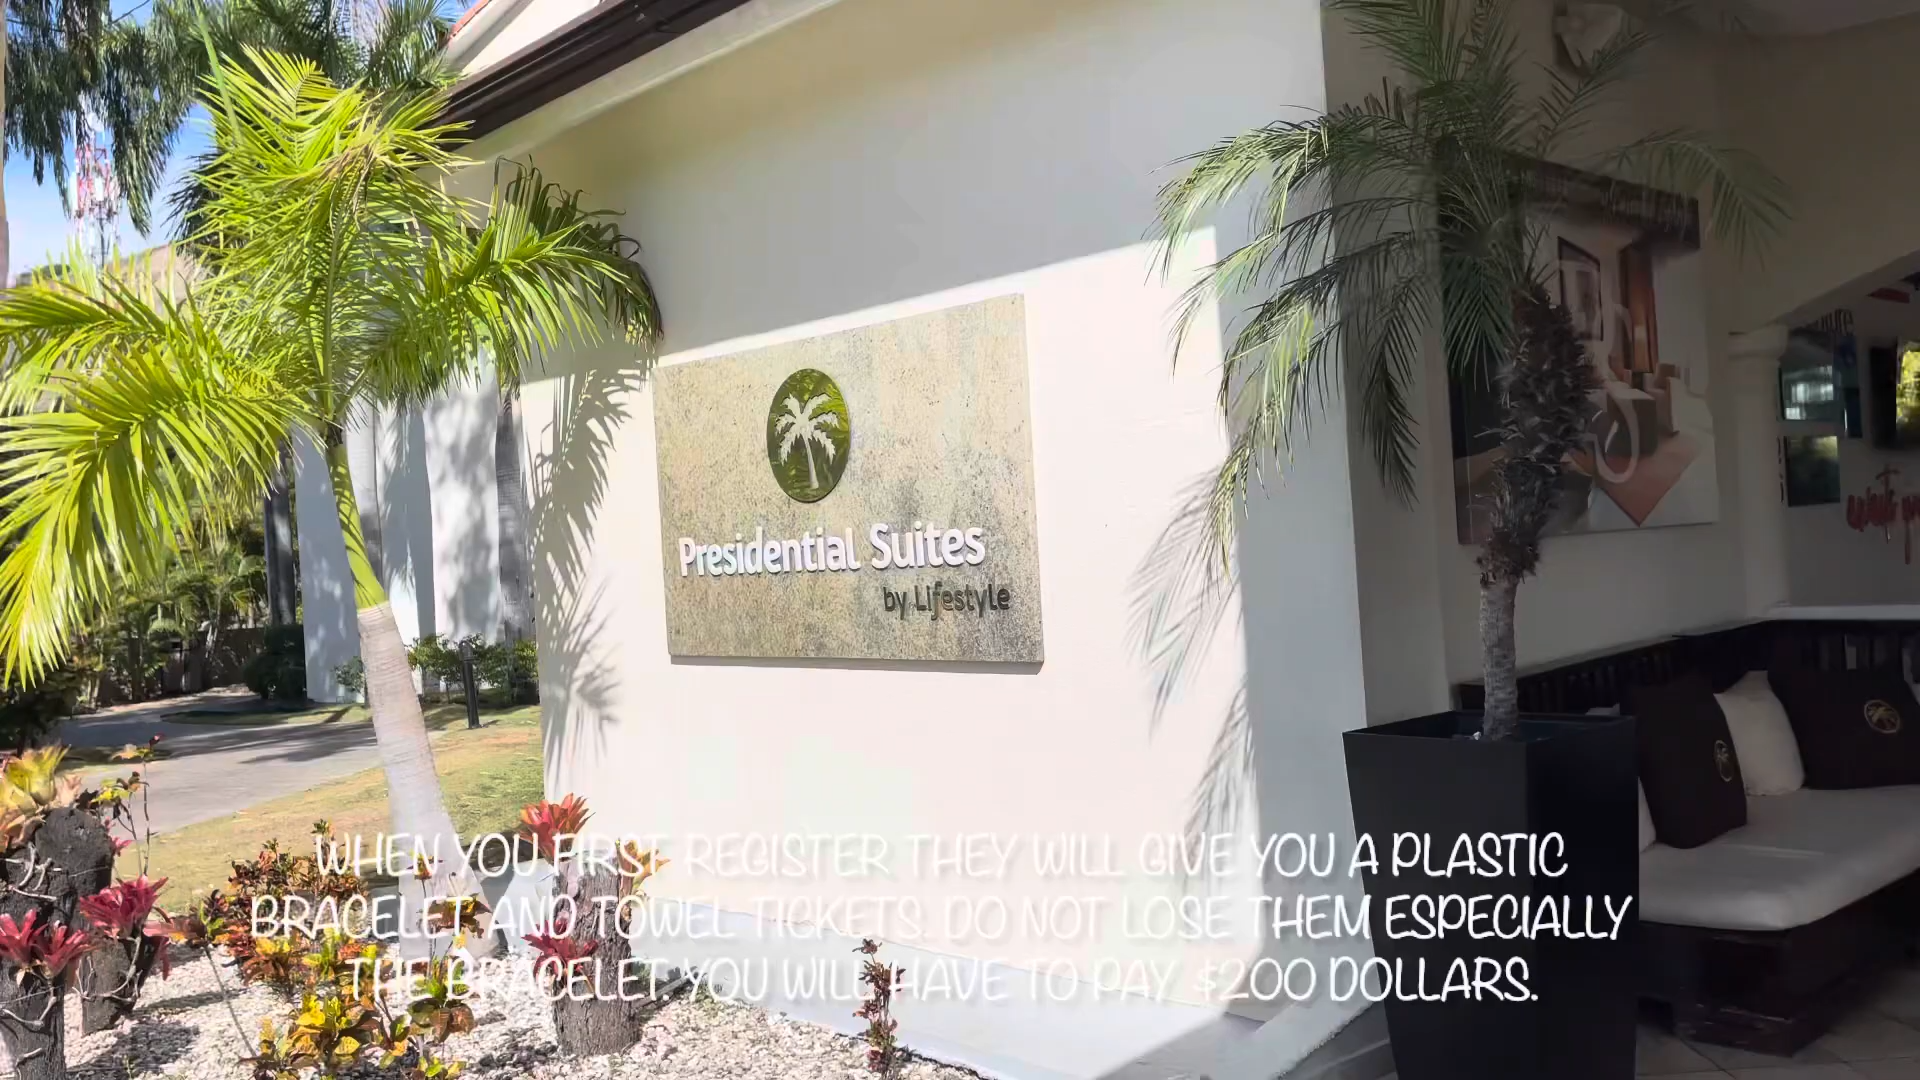 Presidential Suites
by Lifestyle
WHEN YOU FIRST REGISTER THEY WILL GIVE YOU A PLASTIC
BRACELET AND TOWEL TICKETS. DO NOT LOSE THEM ESPECIALLY
THE BRACELET. YOU WILL HAVE TO PAY $200 DOLLARS.